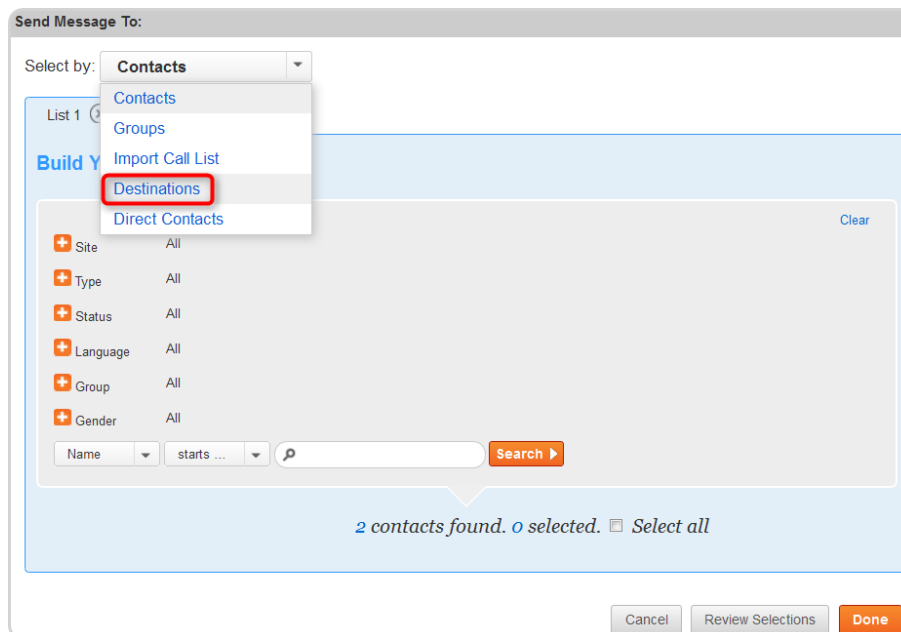 Send Message To:
Select by: Contacts
Contacts
List 1
Groups
Build Y
Import Call List
Destinations
Direct Contacts
Clear
Site All
Type All
Status All
Language All
Group All
Gender All
Name starts ... Search
2 contacts found. 0 selected. Select all
Cancel Review Selections Done